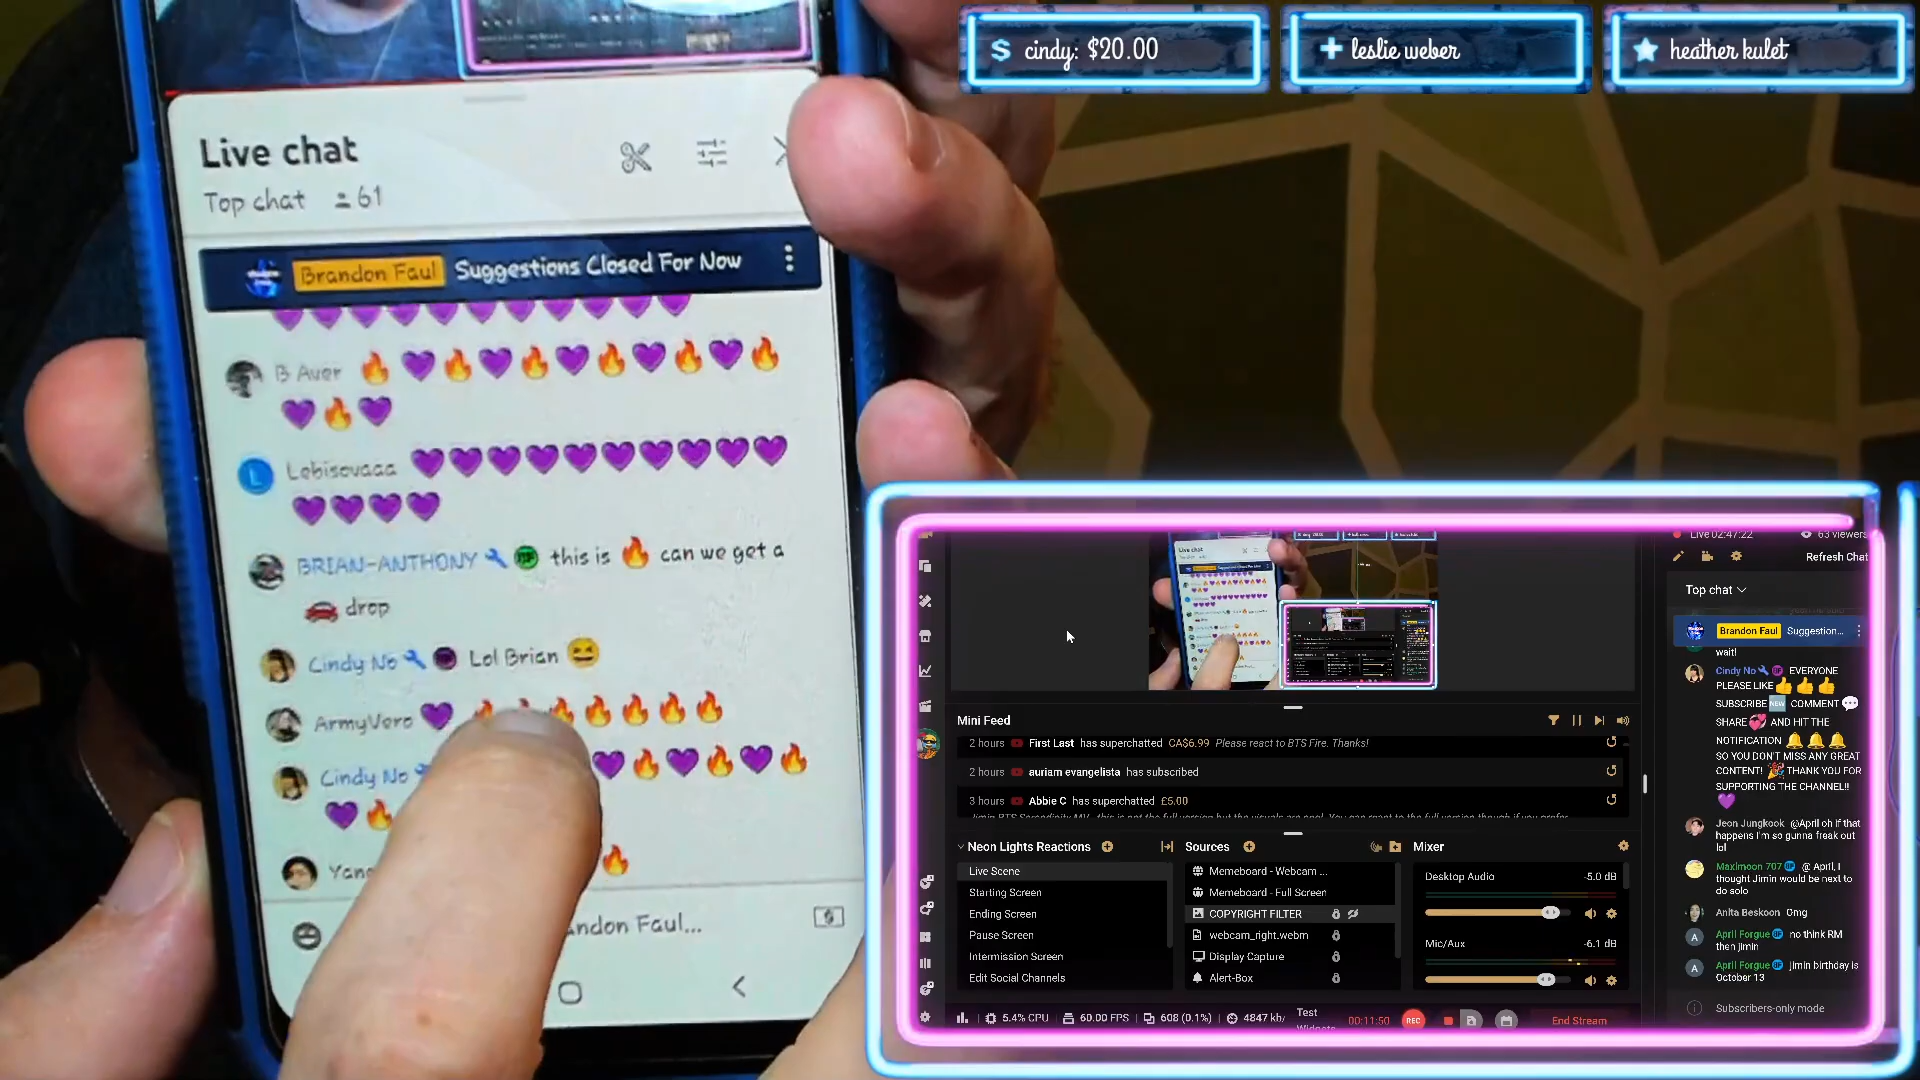 cindy: $20.00
leslie weber
heather kulet
Live chat
Top chat 61
Brandon Faul Suggestions Closed For Now
B Aver
Lebisovaaa
BRIAN-ANTHONY this is 🔥 can we get a
🚗 drop
Cindy No Lol Brian 😆
ArmyVero
Cindy No
Yan
ndon Faul...
Live 02:47:22 63 viewers
Refresh Chat
Top chat
Brandon Faul Suggestion...
wait!
Cindy No EVERYONE
PLEASE LIKE 👍👍👍
SUBSCRIBE COMMENT 💬
SHARE 💞 AND HIT THE
NOTIFICATION 🔔🔔🔔
SO YOU DON'T MISS ANY GREAT
CONTENT! 🎉 THANK YOU FOR
SUPPORTING THE CHANNEL!!
💜
Jeon Jungkook @April oh if that
happens I'm so gunna freak out
lol
Maximoon 707 @ April, I
thought Jimin would be next to
do solo
Anita Beskoon Omg
April Forgue no think RM
then jimin
April Forgue jimin birthday is
October 13
Subscribers-only mode
Mini Feed
2 hours First Last has superchatted CA$6.99 Please react to BTS Fire. Thanks!
2 hours auriam evangelista has subscribed
3 hours Abbie C has superchatted £5.00
Neon Lights Reactions
Live Scene
Starting Screen
Ending Screen
Pause Screen
Intermission Screen
Edit Social Channels
Sources
Memeboard - Webcam ...
Memeboard - Full Screen
COPYRIGHT FILTER
webcam_right.webm
Display Capture
Alert-Box
Mixer
Desktop Audio -5.0 dB
Mic/Aux -6.1 dB
5.4% CPU 60.00 FPS 608 (0.1%) 4847 kb/
Test
00:11:50 REC End Stream